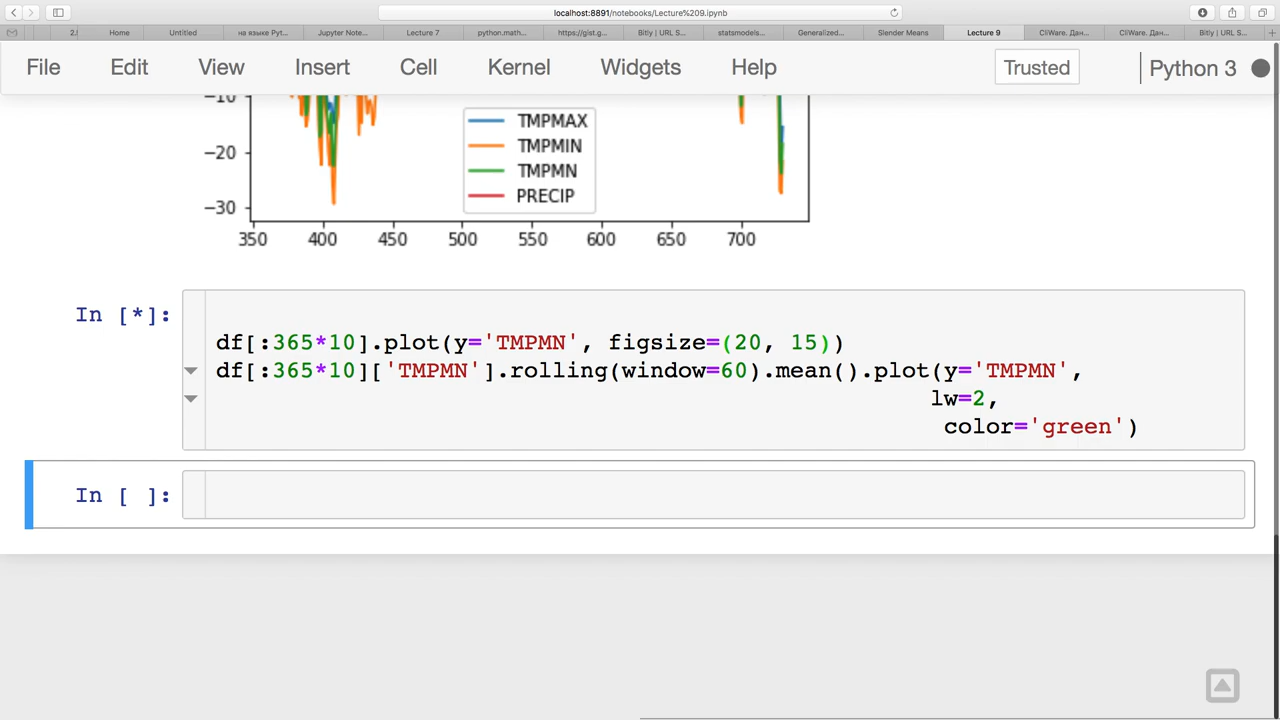 localhost:8891/notebooks/Lecture%209.ipynb
Home Untitled на языке Pyt... Jupyter Note... Lecture 7 python.math... https://gist.g... Bitly | URL S... statsmodels... Generalized... Slender Means Lecture 9 CliWare. Дан... CliWare. Дан... Bitly | URL S...
File Edit View Insert Cell Kernel Widgets Help Trusted Python 3
−10
−20
−30
TMPMAX
TMPMIN
TMPMN
PRECIP
350 400 450 500 550 600 650 700
In [*]:
df[:365*10].plot(y='TMPMN', figsize=(20, 15))
df[:365*10]['TMPMN'].rolling(window=60).mean().plot(y='TMPMN',
lw=2,
color='green')
In [ ]: